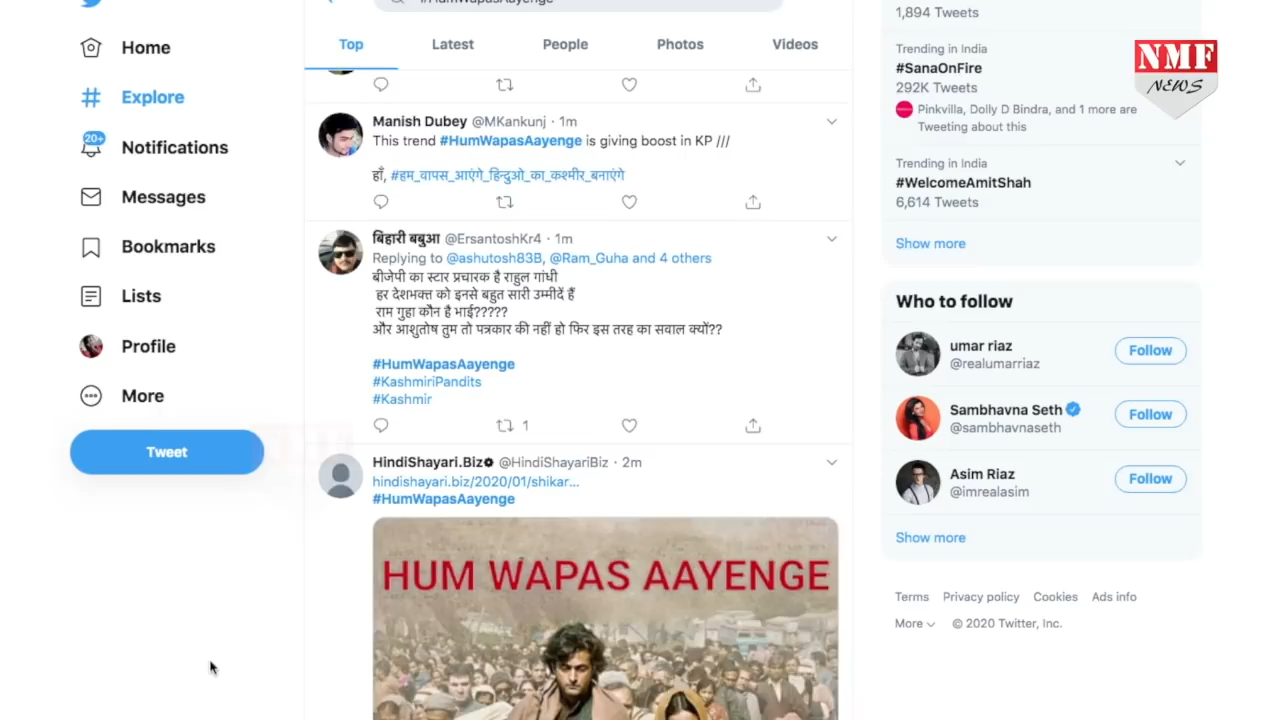 #HumWapasAayenge
Home
Explore
20+
Notifications
Messages
Bookmarks
Lists
Profile
More
Tweet
Top
Latest
People
Photos
Videos
Manish Dubey @MKankunj · 1m
This trend #HumWapasAayenge is giving boost in KP ///
हाँ, #हम_वापस_आएंगे_हिन्दुओ_का_कश्मीर_बनाएंगे
बिहारी बबुआ @ErsantoshKr4 · 1m
Replying to @ashutosh83B, @Ram_Guha and 4 others
बीजेपी का स्टार प्रचारक है राहुल गांधी
हर देशभक्त को इनसे बहुत सारी उम्मीदें हैं
राम गुहा कौन है भाई?????
और आशुतोष तुम तो पत्रकार की नहीं हो फिर इस तरह का सवाल क्यों??
#HumWapasAayenge
#KashmiriPandits
#Kashmir
1
HindiShayari.Biz @HindiShayariBiz · 2m
hindishayari.biz/2020/01/shikar...
#HumWapasAayenge
HUM WAPAS AAYENGE
1,894 Tweets
Trending in India
#SanaOnFire
292K Tweets
Pinkvilla, Dolly D Bindra, and 1 more are
Tweeting about this
Trending in India
#WelcomeAmitShah
6,614 Tweets
Show more
Who to follow
umar riaz
@realumarriaz
Follow
Sambhavna Seth
@sambhavnaseth
Follow
Asim Riaz
@imrealasim
Follow
Show more
Terms Privacy policy Cookies Ads info
More © 2020 Twitter, Inc.
NMF
NEWS